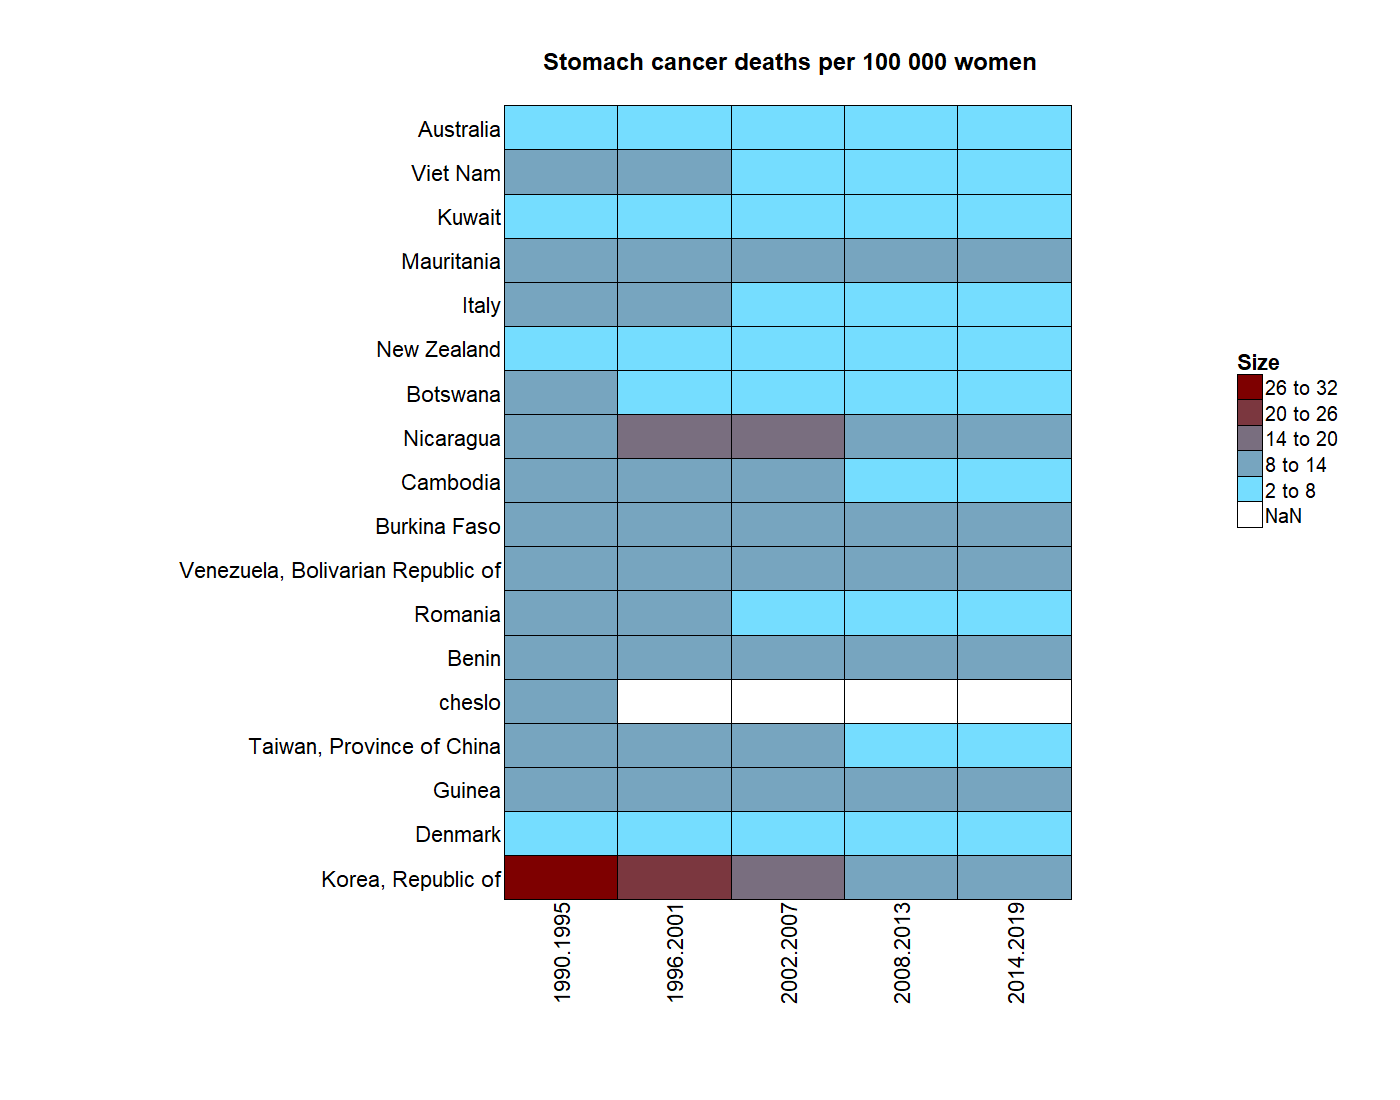 Stomach cancer deaths per 100 000 women
Australia
Viet Nam
Kuwait
Mauritania
Italy
New Zealand
Botswana
Nicaragua
Cambodia
Burkina Faso
Venezuela, Bolivarian Republic of
Romania
Benin
cheslo
Taiwan, Province of China
Guinea
Denmark
Korea, Republic of
1990.1995
1996.2001
2002.2007
2008.2013
2014.2019
Size
26 to 32
20 to 26
14 to 20
8 to 14
2 to 8
NaN